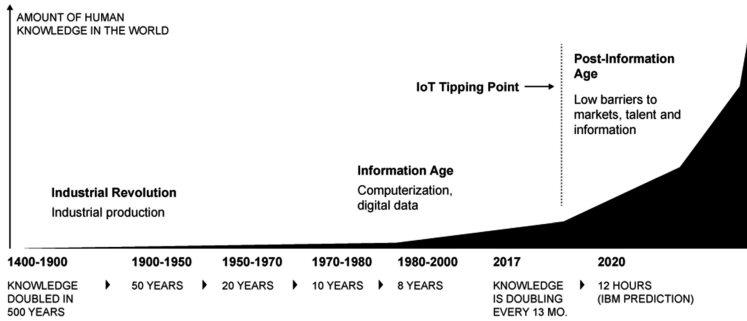 AMOUNT OF HUMAN
KNOWLEDGE IN THE WORLD
Post-Information
Age
IoT Tipping Point
Low barriers to
markets, talent and
information
Information Age
Computerization,
digital data
Industrial Revolution
Industrial production
1400-1900
1900-1950
1950-1970
1970-1980
1980-2000
2017
2020
KNOWLEDGE
DOUBLED IN
500 YEARS
50 YEARS
20 YEARS
10 YEARS
8 YEARS
KNOWLEDGE
IS DOUBLING
EVERY 13 MO.
12 HOURS
(IBM PREDICTION)